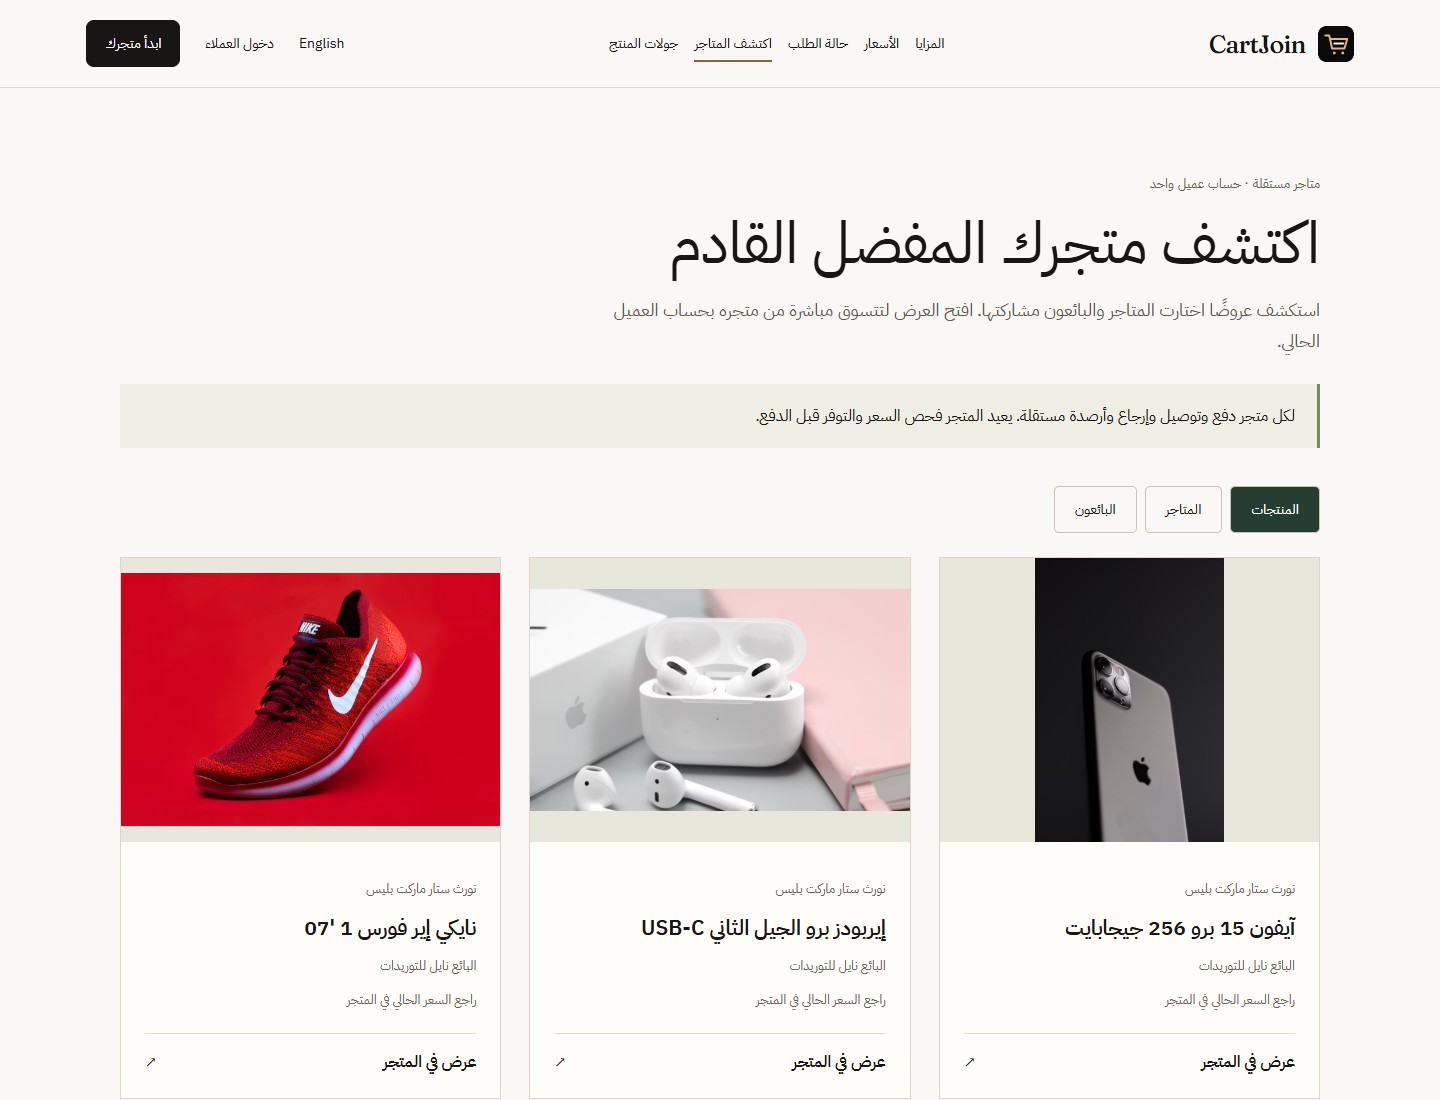 CartJoin
المزايا
الأسعار
حالة الطلب
اكتشف المتاجر
جولات المنتج
English
دخول العملاء
ابدأ متجرك
متاجر مستقلة · حساب عميل واحد
اكتشف متجرك المفضل القادم
استكشف عروضًا اختارت المتاجر والبائعون مشاركتها. افتح العرض لتتسوق مباشرة من متجره بحساب العميل
الحالي.
لكل متجر دفع وتوصيل وإرجاع وأرصدة مستقلة. يعيد المتجر فحص السعر والتوفر قبل الدفع.
المنتجات
المتاجر
البائعون
نورث ستار ماركت بليس
آيفون 15 برو 256 جيجابايت
البائع نايل للتوريدات
راجع السعر الحالي في المتجر
عرض في المتجر ↗
نورث ستار ماركت بليس
إيربودز برو الجيل الثاني USB-C
البائع نايل للتوريدات
راجع السعر الحالي في المتجر
عرض في المتجر ↗
NIKE
نورث ستار ماركت بليس
نايكي إير فورس 1 '07
البائع نايل للتوريدات
راجع السعر الحالي في المتجر
عرض في المتجر ↗